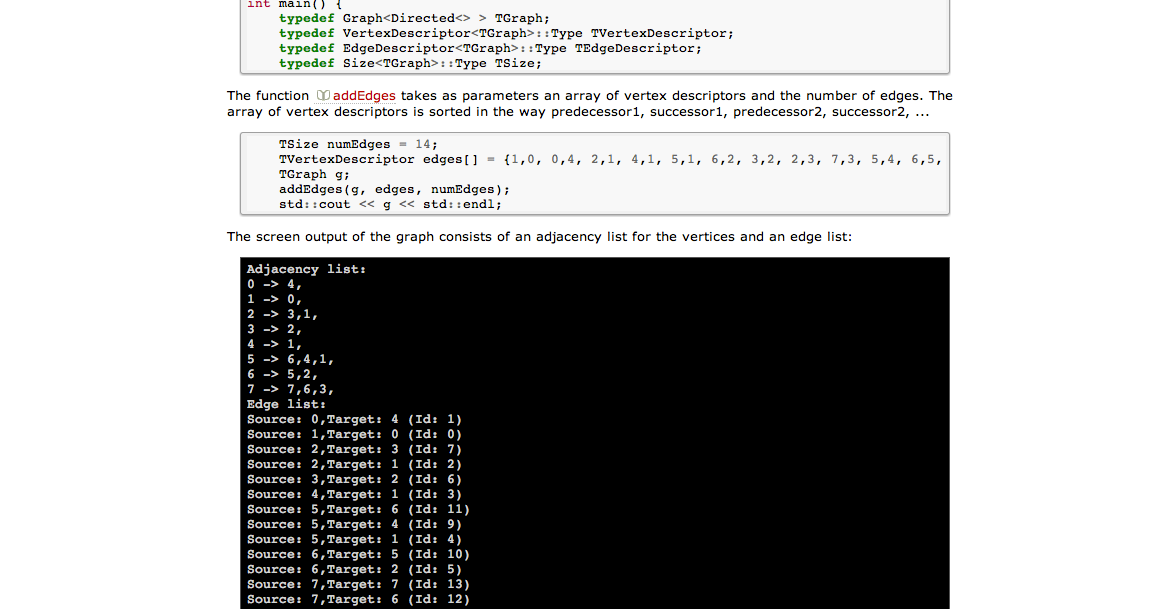 int main() {
typedef Graph<Directed<> > TGraph;
typedef VertexDescriptor<TGraph>::Type TVertexDescriptor;
typedef EdgeDescriptor<TGraph>::Type TEdgeDescriptor;
typedef Size<TGraph>::Type TSize;
The function addEdges takes as parameters an array of vertex descriptors and the number of edges. The
array of vertex descriptors is sorted in the way predecessor1, successor1, predecessor2, successor2, ...
TSize numEdges = 14;
TVertexDescriptor edges[] = {1,0, 0,4, 2,1, 4,1, 5,1, 6,2, 3,2, 2,3, 7,3, 5,4, 6,5,
TGraph g;
addEdges(g, edges, numEdges);
std::cout << g << std::endl;
The screen output of the graph consists of an adjacency list for the vertices and an edge list:
Adjacency list:
0 -> 4,
1 -> 0,
2 -> 3,1,
3 -> 2,
4 -> 1,
5 -> 6,4,1,
6 -> 5,2,
7 -> 7,6,3,
Edge list:
Source: 0,Target: 4 (Id: 1)
Source: 1,Target: 0 (Id: 0)
Source: 2,Target: 3 (Id: 7)
Source: 2,Target: 1 (Id: 2)
Source: 3,Target: 2 (Id: 6)
Source: 4,Target: 1 (Id: 3)
Source: 5,Target: 6 (Id: 11)
Source: 5,Target: 4 (Id: 9)
Source: 5,Target: 1 (Id: 4)
Source: 6,Target: 5 (Id: 10)
Source: 6,Target: 2 (Id: 5)
Source: 7,Target: 7 (Id: 13)
Source: 7,Target: 6 (Id: 12)